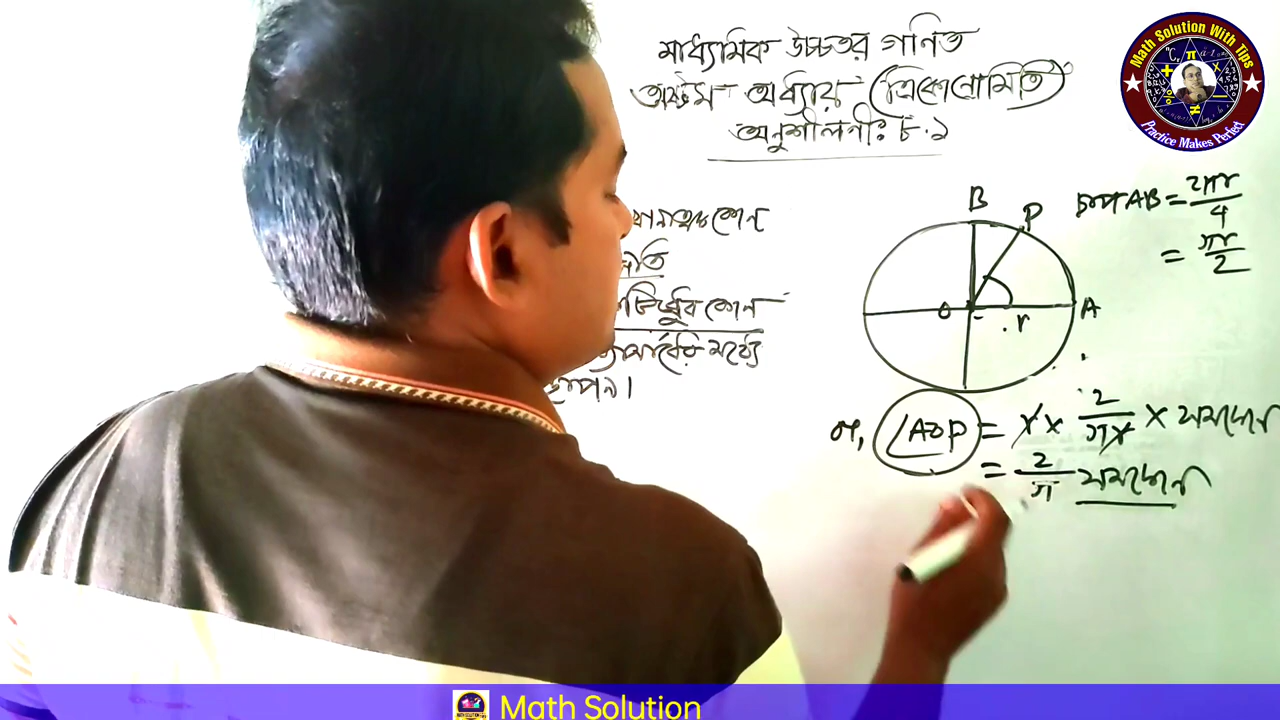 মাধ্যমিক উচ্চতর গণিত
অষ্টম অধ্যায় (ত্রিকোণোমিতি)
অনুশীলনীঃ ৮.১
কোন
ধ্রুব কোন
মধ্যে
B
P
O
r
A
চাপ AB = 2πr/4
= πr/2
বা, ∠AOP = r × 2/πr × সমকোন
= 2/π সমকোন
Math Solution With Tips
Practice Makes Perfect
Math Solution